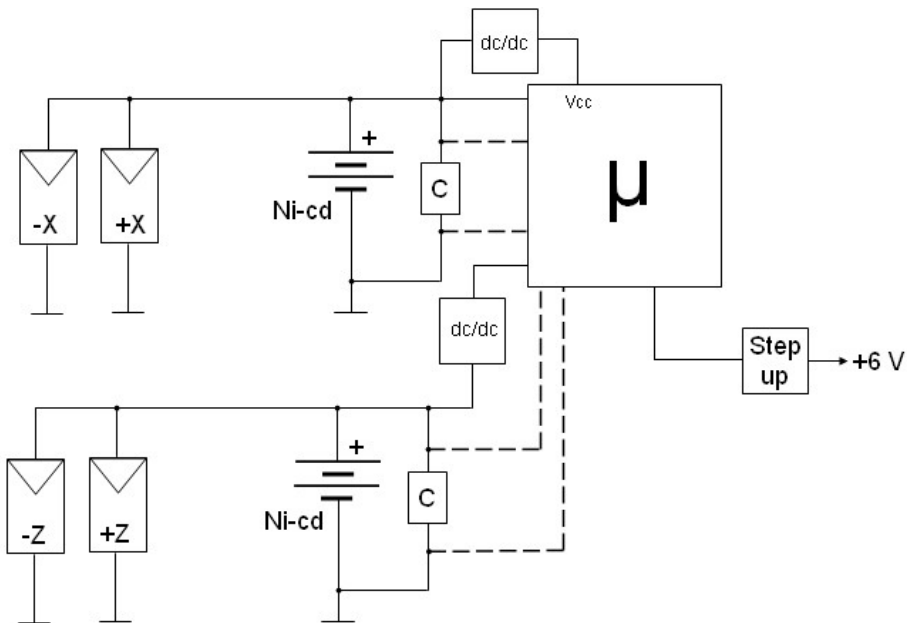 dc/dc
Vcc
μ
+
C
-X
+X
Ni-cd
dc/dc
Step
up
+6 V
+
C
-Z
+Z
Ni-cd